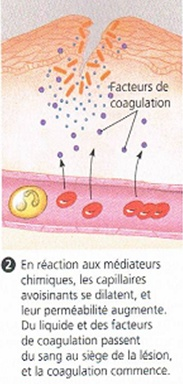 Facteurs de
coagulation
2 En réaction aux médiateurs
chimiques, les capillaires
avoisinants se dilatent, et
leur perméabilité augmente.
Du liquide et des facteurs
de coagulation passent
du sang au siège de la lésion,
et la coagulation commence.